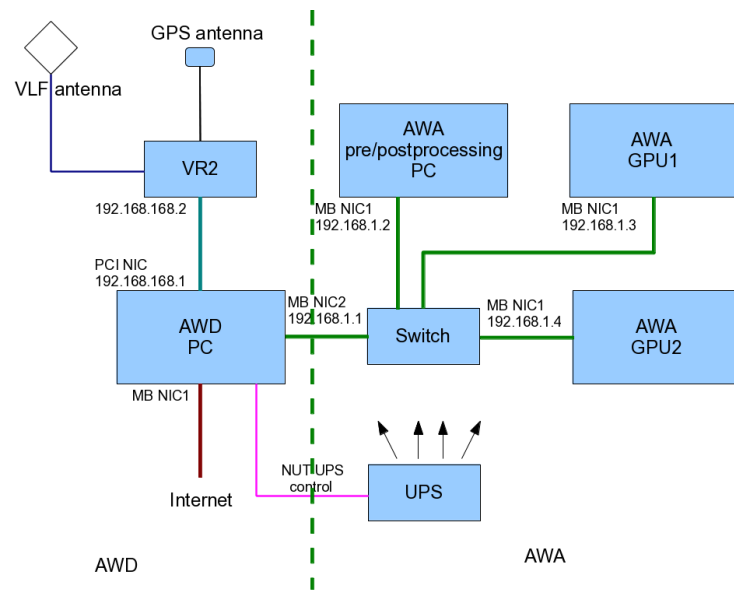 GPS antenna
VLF antenna
VR2
192.168.168.2
PCI NIC
192.168.168.1
AWD
PC
MB NIC1
Internet
MB NIC2
192.168.1.1
NUT UPS
control
AWD
AWA
pre/postprocessing
PC
MB NIC1
192.168.1.2
AWA
GPU1
MB NIC1
192.168.1.3
Switch
MB NIC1
192.168.1.4
AWA
GPU2
UPS
AWA